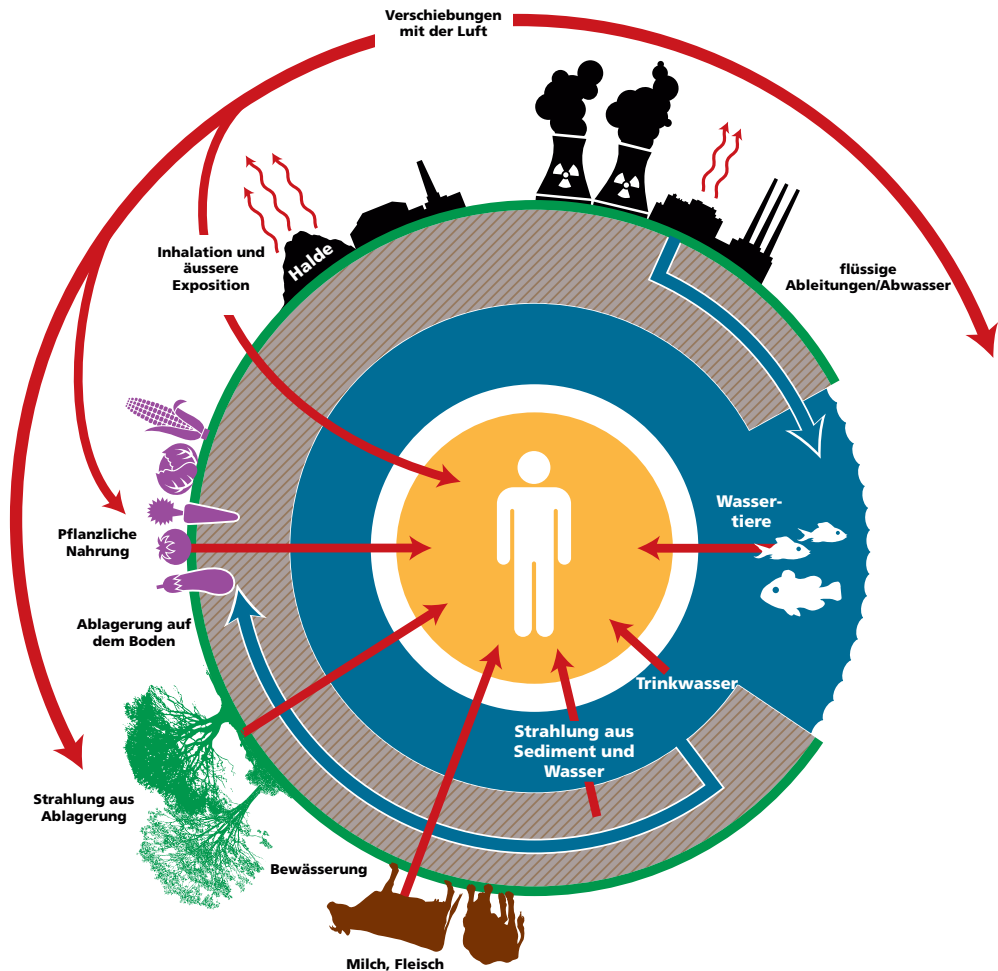 Verschiebungen
mit der Luft
Inhalation und
äussere
Exposition
Halde
flüssige
Ableitungen/Abwasser
Wasser-
tiere
Pflanzliche
Nahrung
Ablagerung auf
dem Boden
Trinkwasser
Strahlung aus
Sediment und
Wasser
Strahlung aus
Ablagerung
Bewässerung
Milch, Fleisch